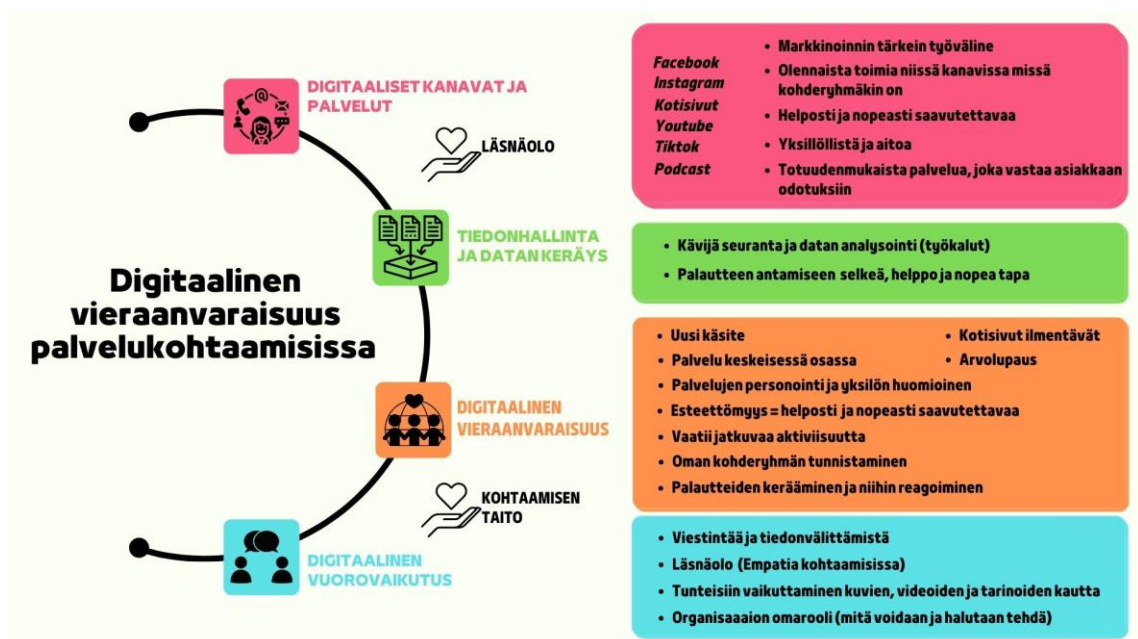 Digitaalinen
vieraanvaraisuus
palvelukohtaamisissa
DIGITAALISET KANAVAT JA
PALVELUT
LÄSNÄOLO
TIEDONHALLINTA
JA DATAN KERÄYS
DIGITAALINEN
VIERAANVARAISUUS
KOHTAAMISEN
TAITO
DIGITAALINEN
VUOROVAIKUTUS
Facebook
Instagram
Kotisivut
Youtube
Tiktok
Podcast
• Markkinoinnin tärkein työväline
• Olennaista toimia niissä kanavissa missä
kohderyhmäkin on
• Helposti ja nopeasti saavutettavaa
• Yksillöllistä ja aitoa
• Totuudenmukaista palvelua, joka vastaa asiakkaan
odotuksiin
• Kävijä seuranta ja datan analysointi (työkalut)
• Palautteen antamiseen selkeä, helppo ja nopea tapa
• Uusi käsite
• Palvelu keskeisessä osassa
• Palvelujen personointi ja yksilön huomioinen
• Esteettömyys = helposti ja nopeasti saavutettavaa
• Vaatii jatkuvaa aktiviisuutta
• Oman kohderyhmän tunnistaminen
• Palautteiden kerääminen ja niihin reagoiminen
• Kotisivut ilmentävät
• Arvolupaus
• Viestintää ja tiedonvälittämistä
• Läsnäolo (Empatia kohtaamisissa)
• Tunteisiin vaikuttaminen kuvien, videoiden ja tarinoiden kautta
• Organisaaaion omarooli (mitä voidaan ja halutaan tehdä)